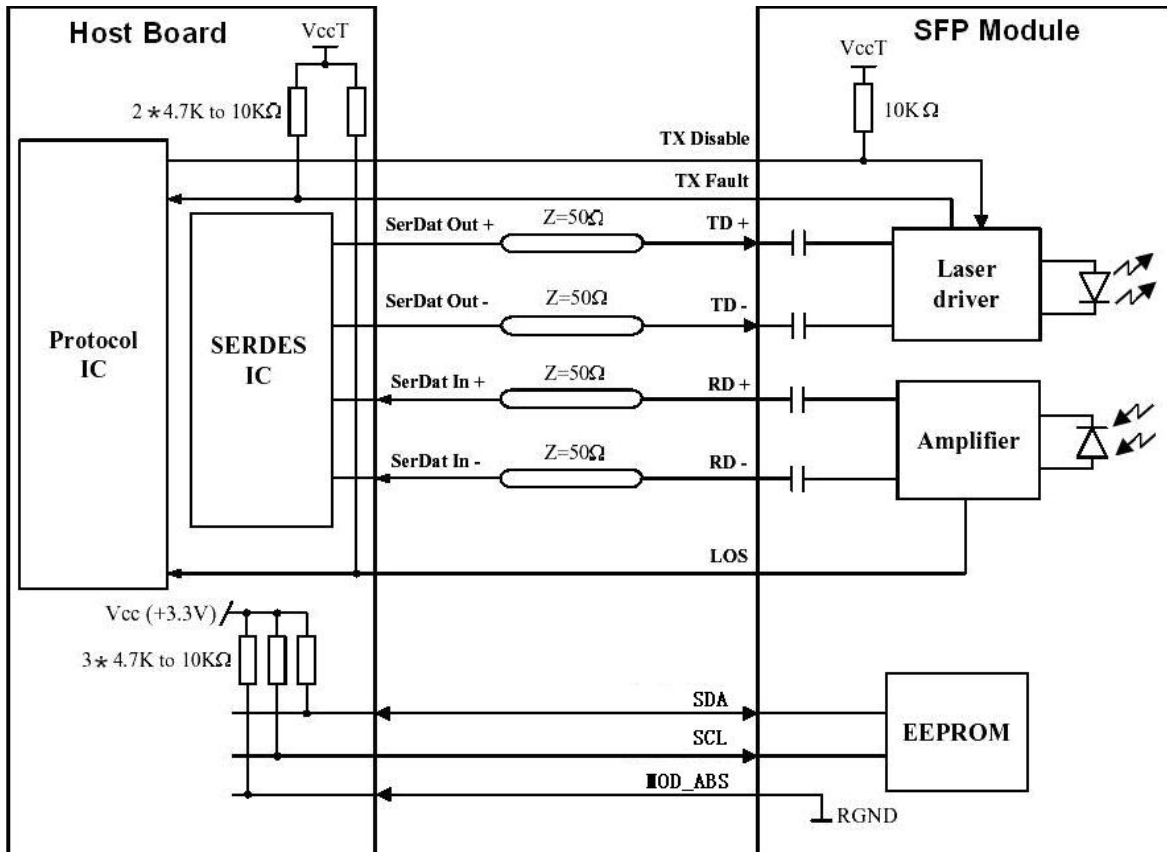 Host Board
SFP Module
VccT
VccT
2*4.7K to 10KΩ
10KΩ
TX Disable
TX Fault
SerDat Out +
Z=50Ω
TD +
SerDat Out -
Z=50Ω
TD -
Laser
driver
Protocol
IC
SERDES
IC
SerDat In +
Z=50Ω
RD +
SerDat In -
Z=50Ω
RD -
Amplifier
LOS
Vcc (+3.3V)
3*4.7K to 10KΩ
SDA
SCL
EEPROM
MOD_ABS
RGND